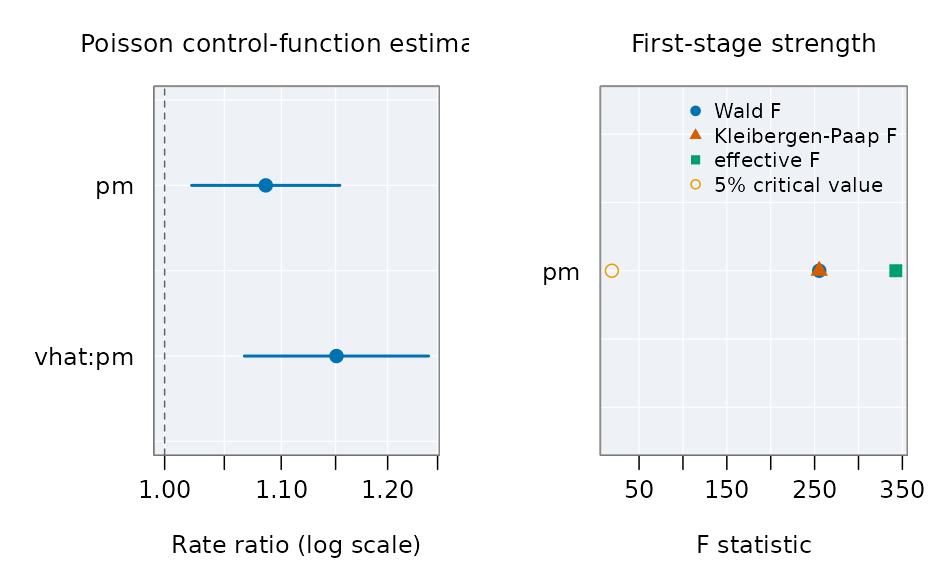 Poisson control-function estima
pm
vhat:pm
1.00 1.10 1.20
Rate ratio (log scale)
First-stage strength
Wald F
Kleibergen-Paap F
effective F
5% critical value
pm
50 150 250 350
F statistic